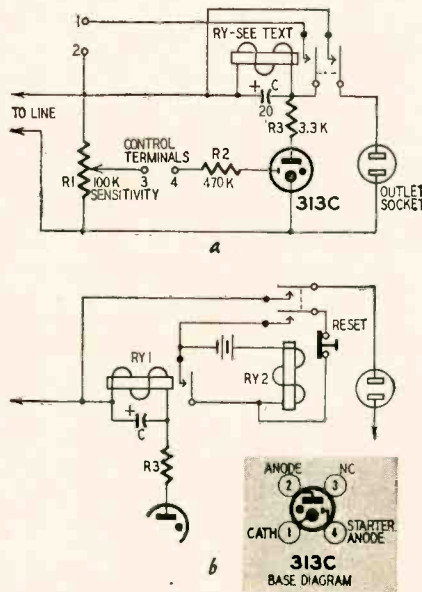 1
2
RY-SEE TEXT
+ C
20
R3
3.3 K
TO LINE
CONTROL
TERMINALS
R2
R1
100K
SENSITIVITY
3
4
470 K
313C
OUTLET
SOCKET
a
RESET
RY1
RY2
+
C
R3
ANODE
NC
2
3
CATH
1
4
STARTER
ANODE
313C
BASE DIAGRAM
b